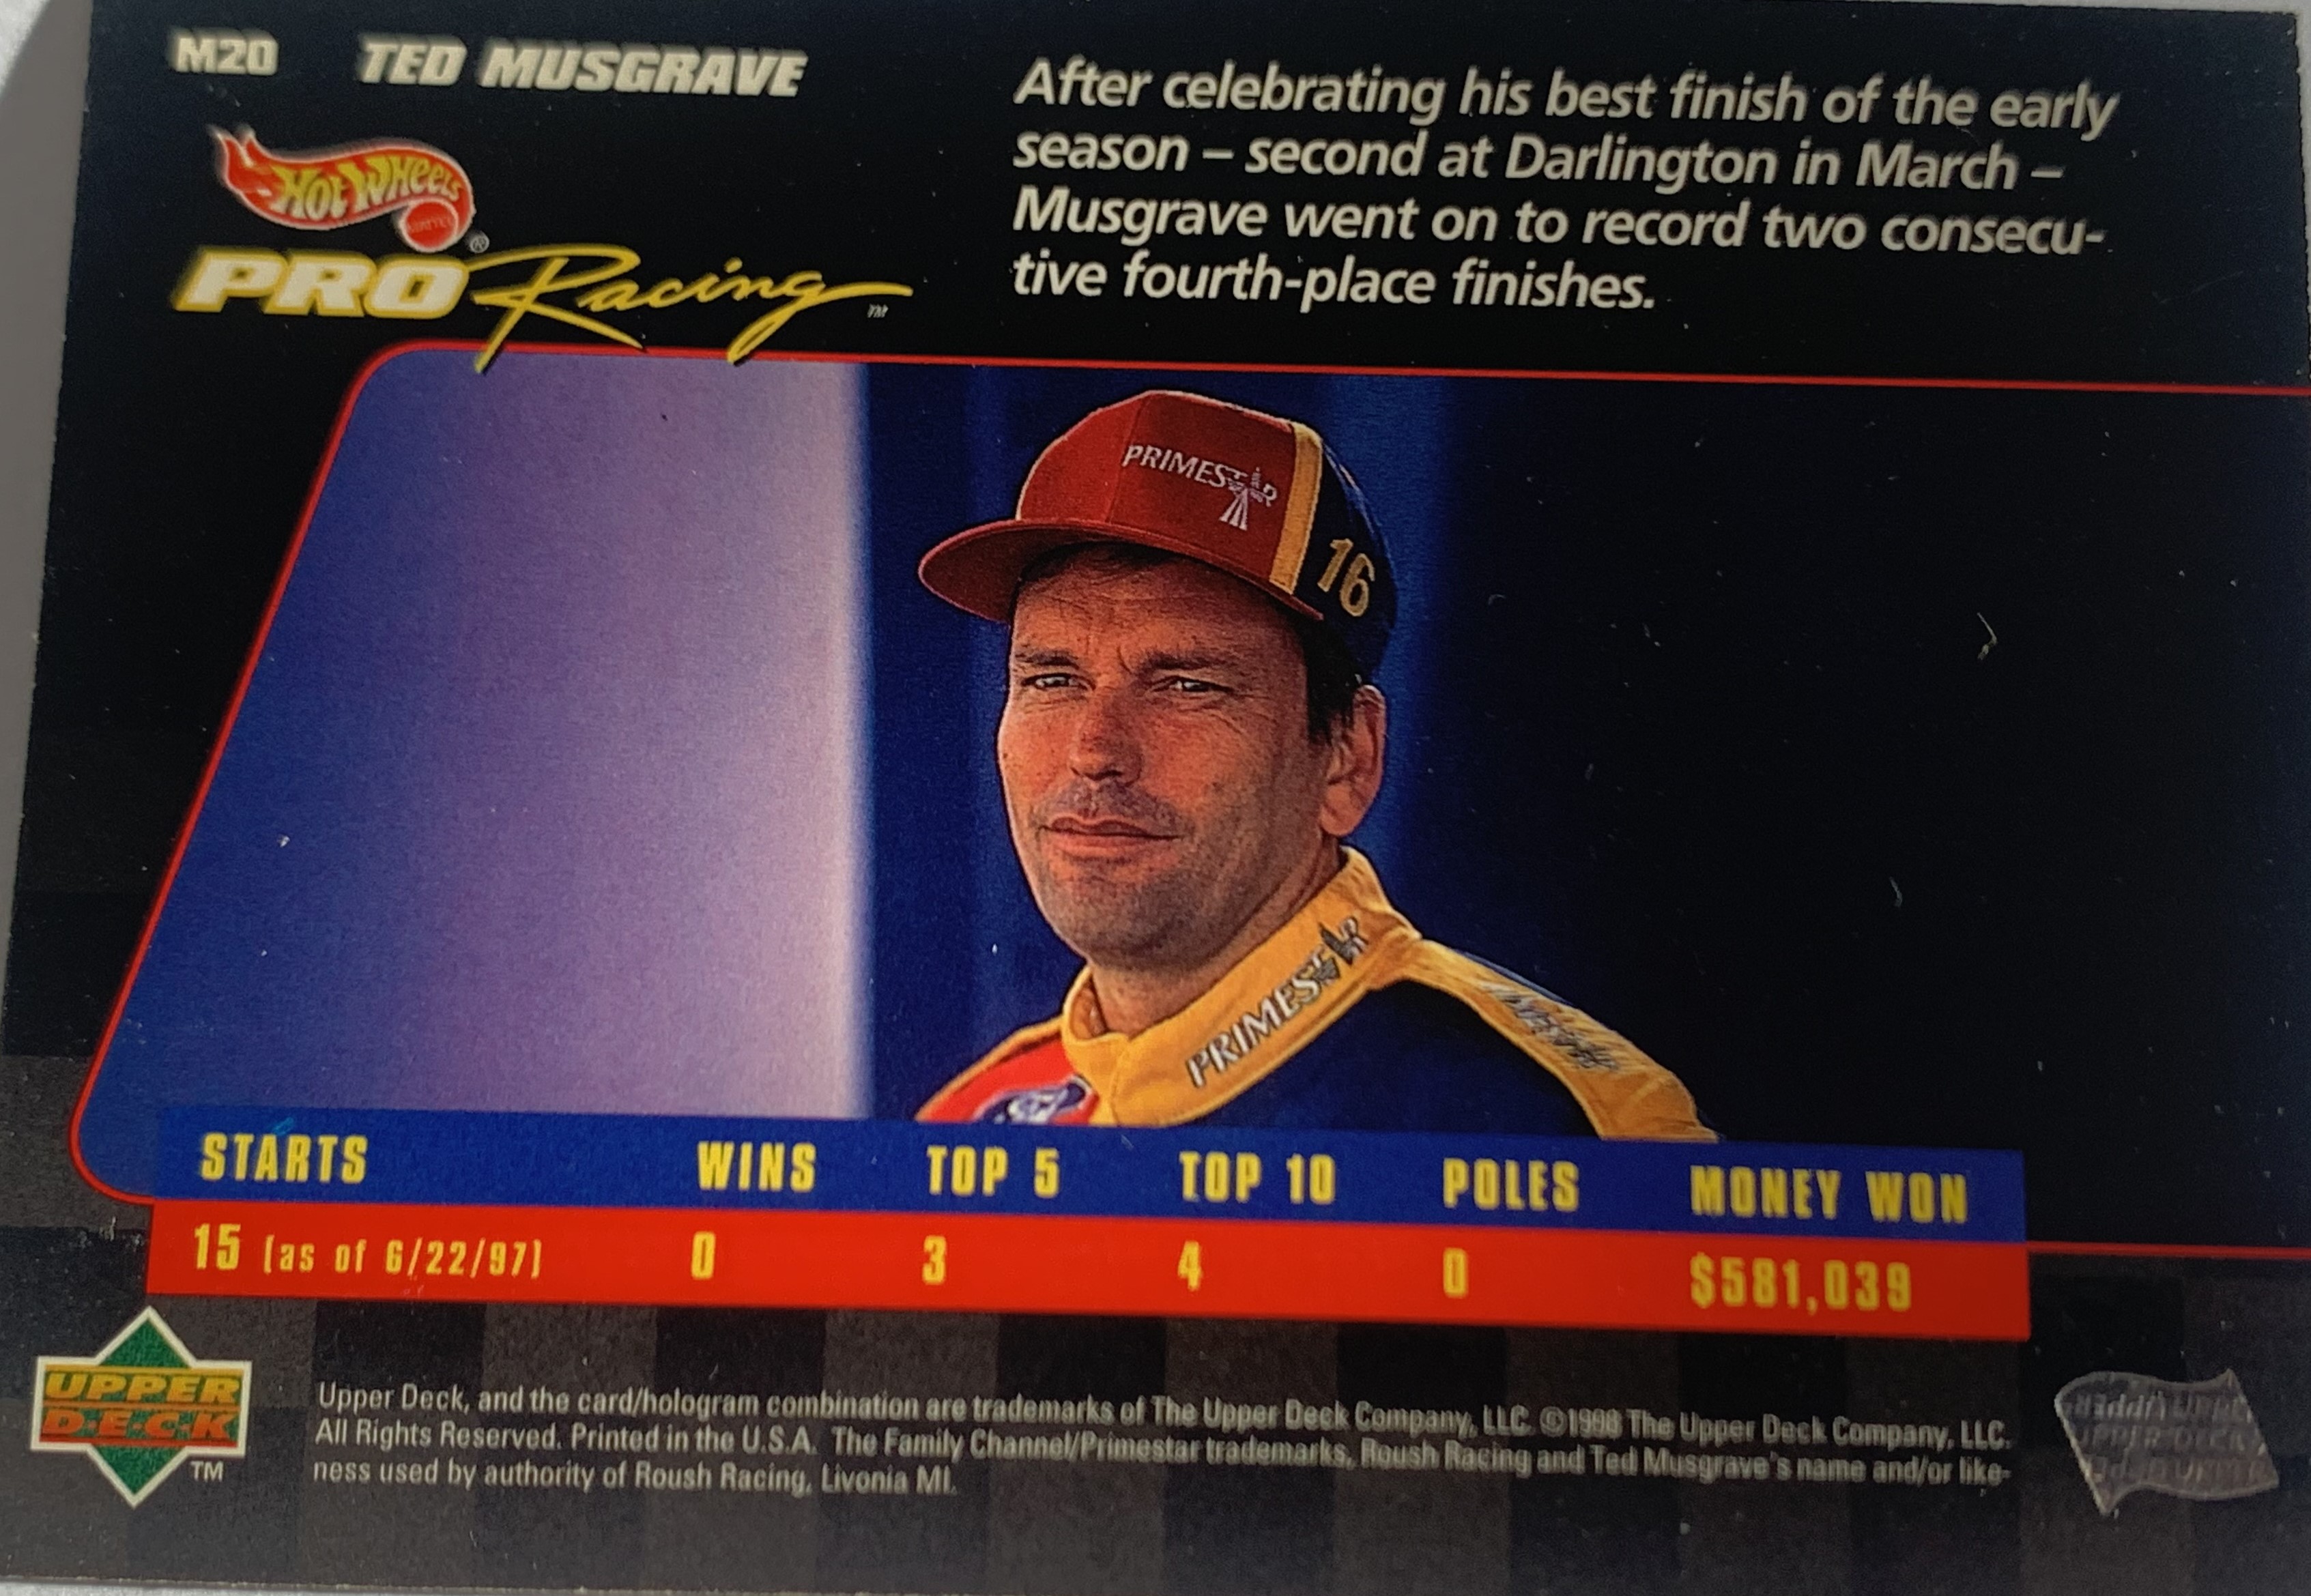 M20 TED MUSGRAVE
HOT WHEELS
MATTEL
®
PRO Racing
™
After celebrating his best finish of the early
season – second at Darlington in March –
Musgrave went on to record two consecu-
tive fourth-place finishes.
PRIMESTAR
16
PRIMESTAR
STARTS WINS TOP 5 TOP 10 POLES MONEY WON
15 (as of 6/22/97) 0 3 4 0 $581,039
UPPER
D·E·C·K
TM
Upper Deck, and the card/hologram combination are trademarks of The Upper Deck Company, LLC. ©1998 The Upper Deck Company, LLC.
All Rights Reserved. Printed in the U.S.A. The Family Channel/Primestar trademarks, Roush Racing and Ted Musgrave's name and/or like-
ness used by authority of Roush Racing, Livonia MI.
UPPER DECK